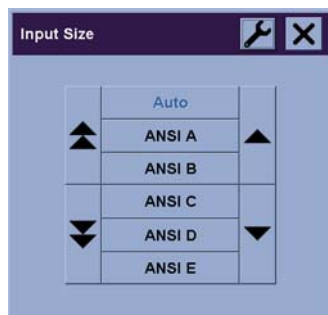 Input Size
Auto
ANSI A
ANSI B
ANSI C
ANSI D
ANSI E